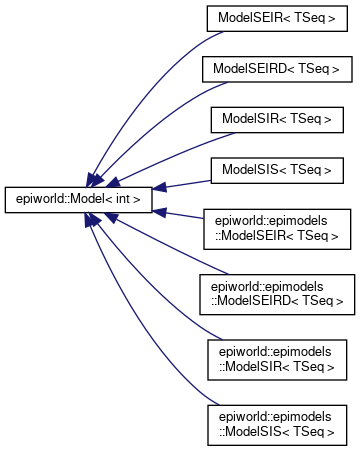 ModelSEIR< TSeq >
ModelSEIRD< TSeq >
ModelSIR< TSeq >
ModelSIS< TSeq >
epiworld::Model< int >
epiworld::epimodels
::ModelSEIR< TSeq >
epiworld::epimodels
::ModelSEIRD< TSeq >
epiworld::epimodels
::ModelSIR< TSeq >
epiworld::epimodels
::ModelSIS< TSeq >